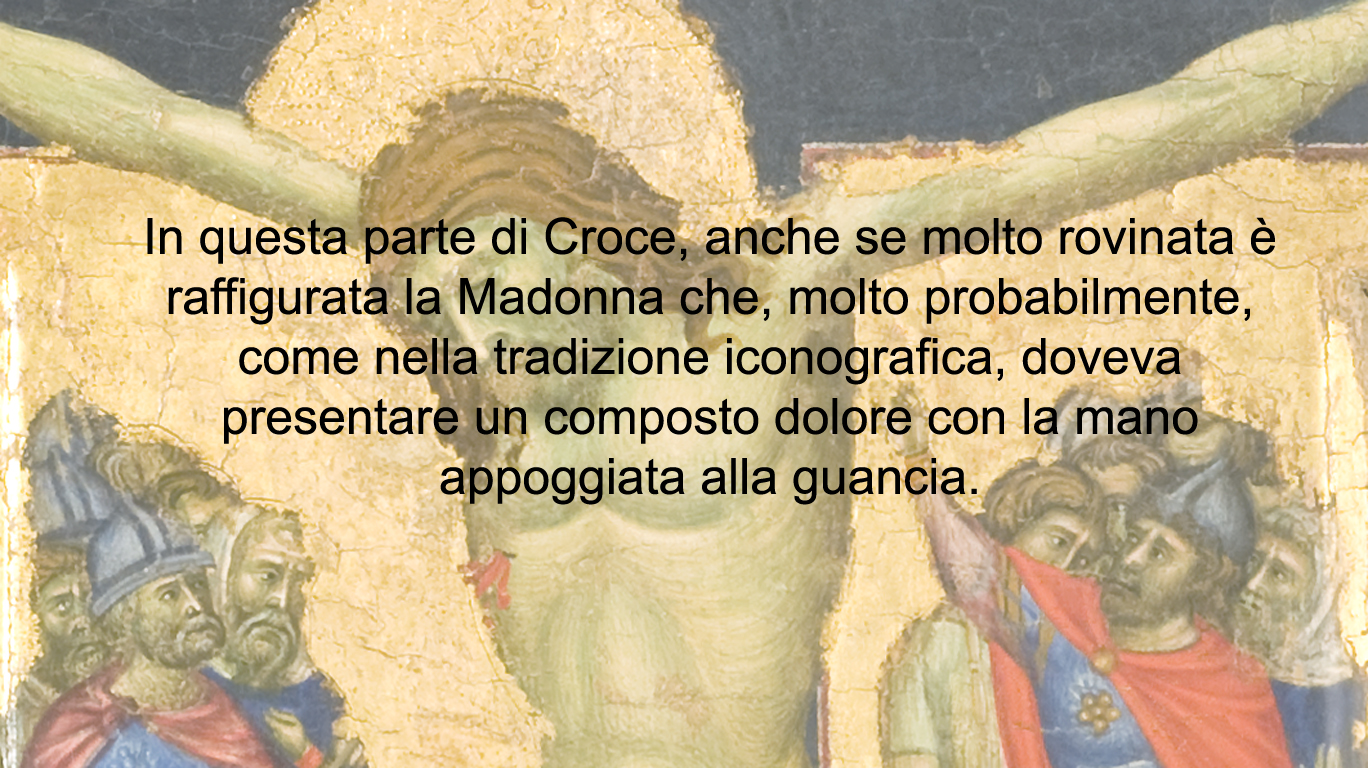 In questa parte di Croce, anche se molto rovinata è
raffigurata la Madonna che, molto probabilmente,
come nella tradizione iconografica, doveva
presentare un composto dolore con la mano
appoggiata alla guancia.